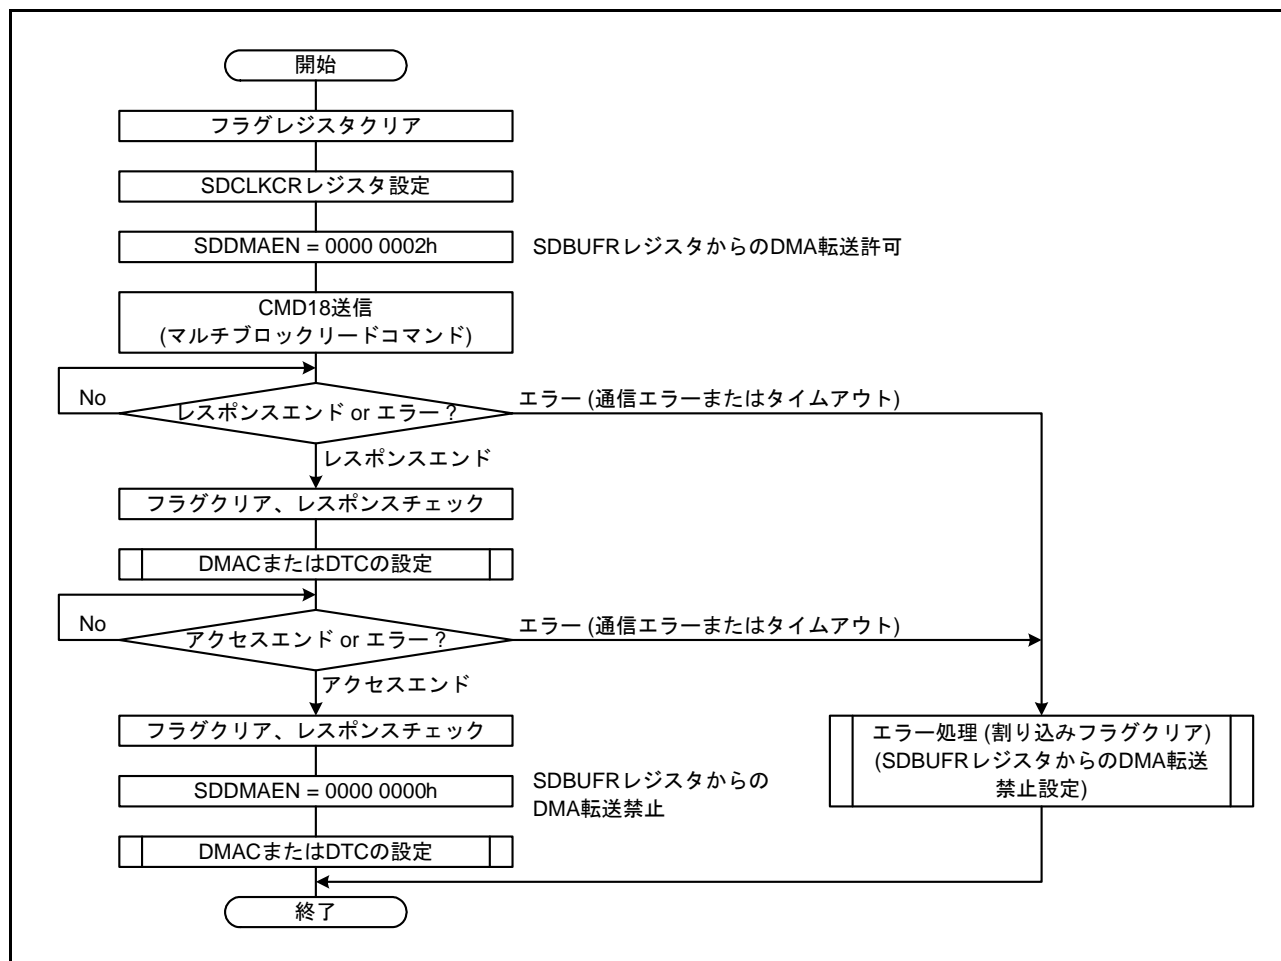 開始
フラグレジスタクリア
SDCLKCRレジスタ設定
SDDMAEN = 0000 0002h
SDBUFRレジスタからのDMA転送許可
CMD18送信
(マルチブロックリードコマンド)
No
レスポンスエンド or エラー ?
エラー (通信エラーまたはタイムアウト)
レスポンスエンド
フラグクリア、レスポンスチェック
DMACまたはDTCの設定
No
アクセスエンド or エラー ?
エラー (通信エラーまたはタイムアウト)
アクセスエンド
フラグクリア、レスポンスチェック
エラー処理 (割り込みフラグクリア)
(SDBUFRレジスタからのDMA転送
禁止設定)
SDDMAEN = 0000 0000h
SDBUFRレジスタからの
DMA転送禁止
DMACまたはDTCの設定
終了